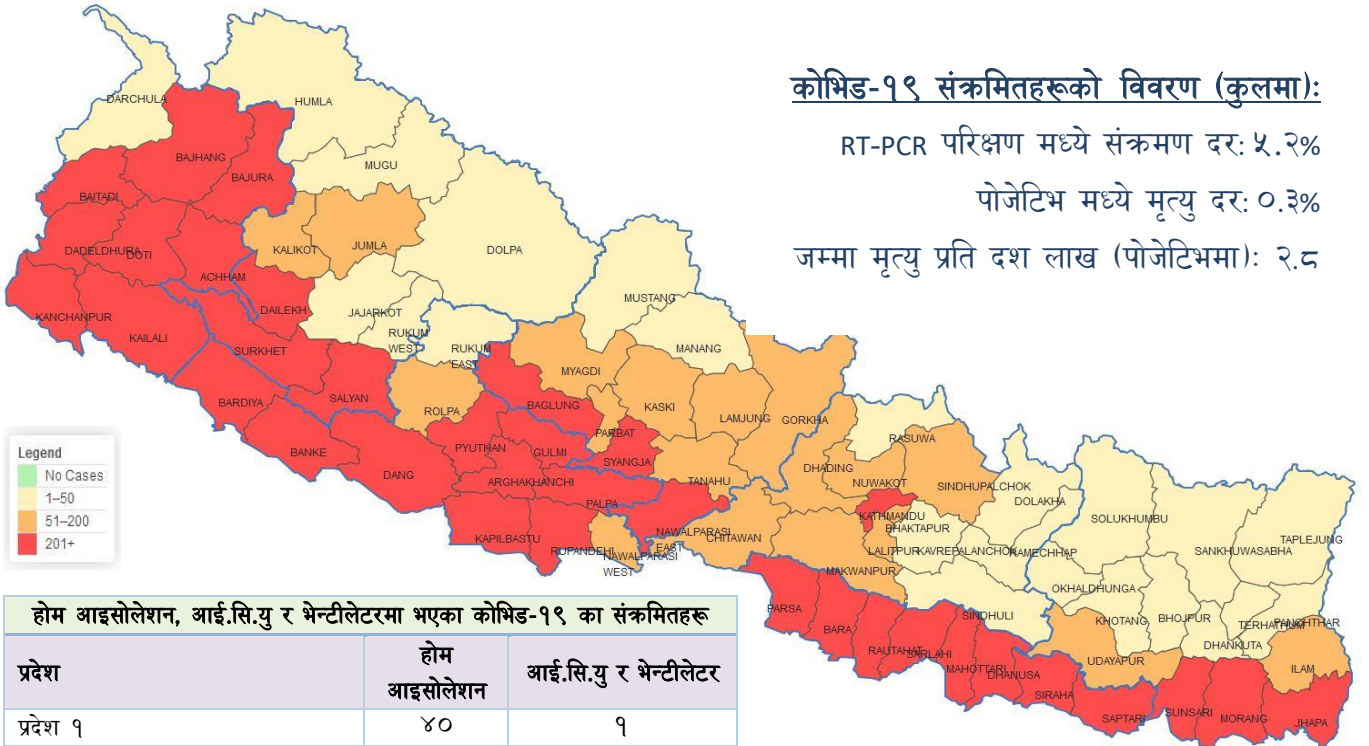 कोभिड-१९ संक्रमितहरूको विवरण (कुलमा):
RT-PCR परिक्षण मध्ये संक्रमण दर: ५.२%
पोजेटिभ मध्ये मृत्यु दर: ०.३%
जम्मा मृत्यु प्रति दश लाख (पोजेटिभमा): २.८
DARCHULA
HUMLA
BAJHANG
MUGU
BAJURA
BAITADI
DADELDHURA
DOTI
KALIKOT
JUMLA
DOLPA
ACHHAM
MUSTANG
DAILEKH
KANCHANPUR
JAJARKOT
KAILALI
RUKUM
WEST
RUKUM
EAST
SURKHET
MANANG
MYAGDI
BARDIYA
SALYAN
ROLPA
BAGLUNG
KASKI
LAMJUNG
GORKHA
PARBAT
RASUWA
BANKE
PYUTHAN
GULMI
SYANGJA
DHADING
DANG
ARGHAKHANCHI
TANAHU
NUWAKOT
SINDHUPALCHOK
DOLAKHA
PALPA
KATHMANDU
SOLUKHUMBU
BHAKTAPUR
KAPILBASTU
RUPANDEHI
NAWALPARASI
EAST
CHITAWAN
NAWALPARASI
WEST
LALITPUR
KAVREPALANCHOK
RAMECHHAP
SANKHUWASABHA
TAPLEJUNG
MAKWANPUR
OKHALDHUNGA
PARSA
SINDHULI
KHOTANG
BHOJPUR
TERHATHUM
PANCHTHAR
BARA
DHANKUTA
RAUTAHAT
SARLAHI
MAHOTTARI
DHANUSA
UDAYAPUR
ILAM
SIRAHA
SAPTARI
SUNSARI
MORANG
JHAPA
Legend
No Cases
1–50
51–200
201+
होम आइसोलेशन, आई.सि.यु र भेन्टीलेटरमा भएका कोभिड-१९ का संक्रमितहरू
प्रदेश
होम
आइसोलेशन
आई.सि.यु र भेन्टीलेटर
प्रदेश १
४०
१